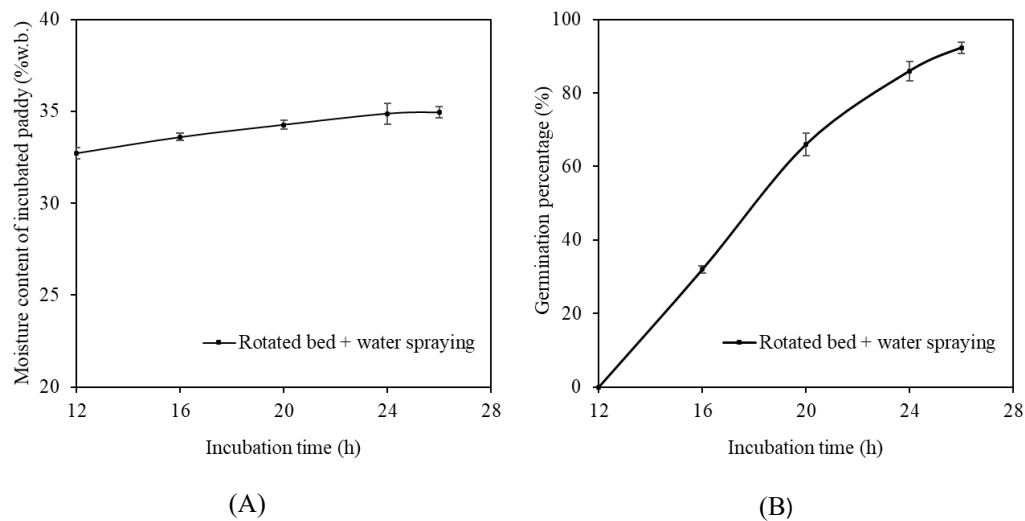 40
35
30
25
20
12
16
20
24
28
Moisture content of incubated paddy (%w.b.)
Rotated bed + water spraying
Incubation time (h)
(A)
100
80
60
40
20
0
12
16
20
24
28
Germination percentage (%)
Rotated bed + water spraying
Incubation time (h)
(B)